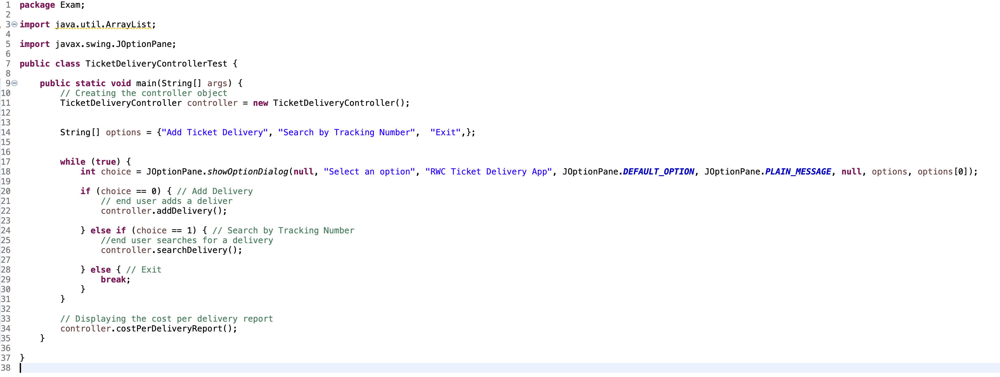 1 package Exam;
2
3 import java.util.ArrayList;
4
5 import javax.swing.JOptionPane;
6
7 public class TicketDeliveryControllerTest {
8
9     public static void main(String[] args) {
10         // Creating the controller object
11         TicketDeliveryController controller = new TicketDeliveryController();
12
13
14         String[] options = {"Add Ticket Delivery", "Search by Tracking Number",  "Exit",};
15
16
17         while (true) {
18             int choice = JOptionPane.showOptionDialog(null, "Select an option", "RWC Ticket Delivery App", JOptionPane.DEFAULT_OPTION, JOptionPane.PLAIN_MESSAGE, null, options, options[0]);
19
20             if (choice == 0) { // Add Delivery
21                 // end user adds a deliver
22                 controller.addDelivery();
23
24             } else if (choice == 1) { // Search by Tracking Number
25                 //end user searches for a delivery
26                 controller.searchDelivery();
27
28             } else { // Exit
29                 break;
30             }
31         }
32
33         // Displaying the cost per delivery report
34         controller.costPerDeliveryReport();
35     }
36
37 }
38